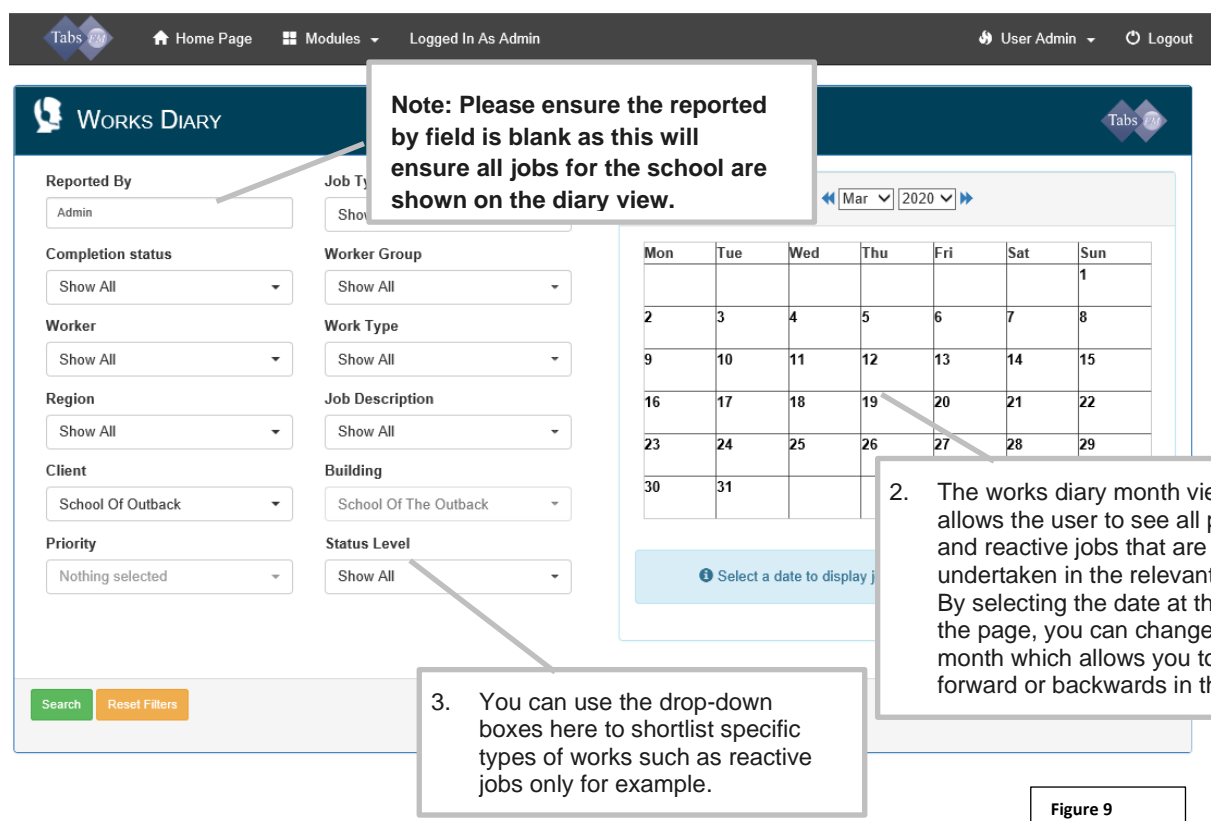 Tabs FM Home Page Modules Logged In As Admin User Admin Logout
WORKS DIARY
Tabs FM
Note: Please ensure the reported
by field is blank as this will
ensure all jobs for the school are
shown on the diary view.
Reported By
Admin
Job Ty
Show
Completion status
Show All
Worker Group
Show All
Worker
Show All
Work Type
Show All
Region
Show All
Job Description
Show All
Client
School Of Outback
Building
School Of The Outback
Priority
Nothing selected
Status Level
Show All
Mar 2020
Mon Tue Wed Thu Fri Sat Sun
1
2 3 4 5 6 7 8
9 10 11 12 13 14 15
16 17 18 19 20 21 22
23 24 25 26 27 28 29
30 31
Select a date to display j
2. The works diary month vie
allows the user to see all p
and reactive jobs that are
undertaken in the relevant
By selecting the date at th
the page, you can change
month which allows you to
forward or backwards in th
3. You can use the drop-down
boxes here to shortlist specific
types of works such as reactive
jobs only for example.
Search Reset Filters
Figure 9